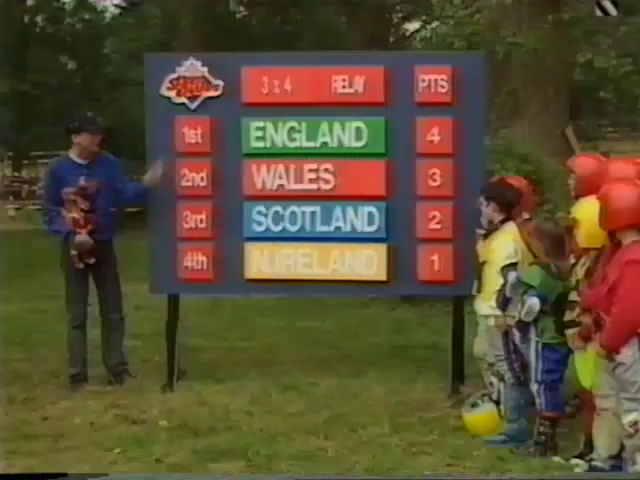 3 x 4 RELAY PTS
1st ENGLAND 4
2nd WALES 3
3rd SCOTLAND 2
4th N.IRELAND 1